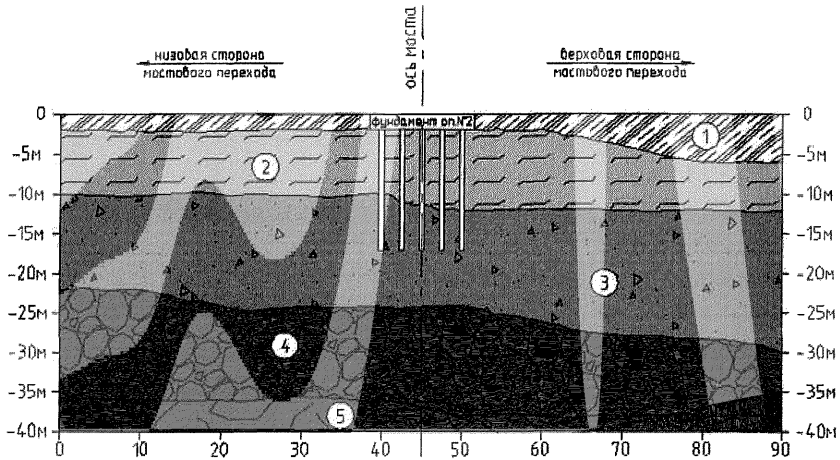 низовая сторона
мостового перехода
ОСЬ МОСТА
верховая сторона
мостового перехода
0
-5м
-10м
-15м
-20м
-25м
-30м
-35м
-40м
фундамент оп.№2
1
2
3
4
5
0
-5м
-10м
-15м
-20м
-25м
-30м
-35м
-40м
0 10 20 30 40 50 60 70 80 90